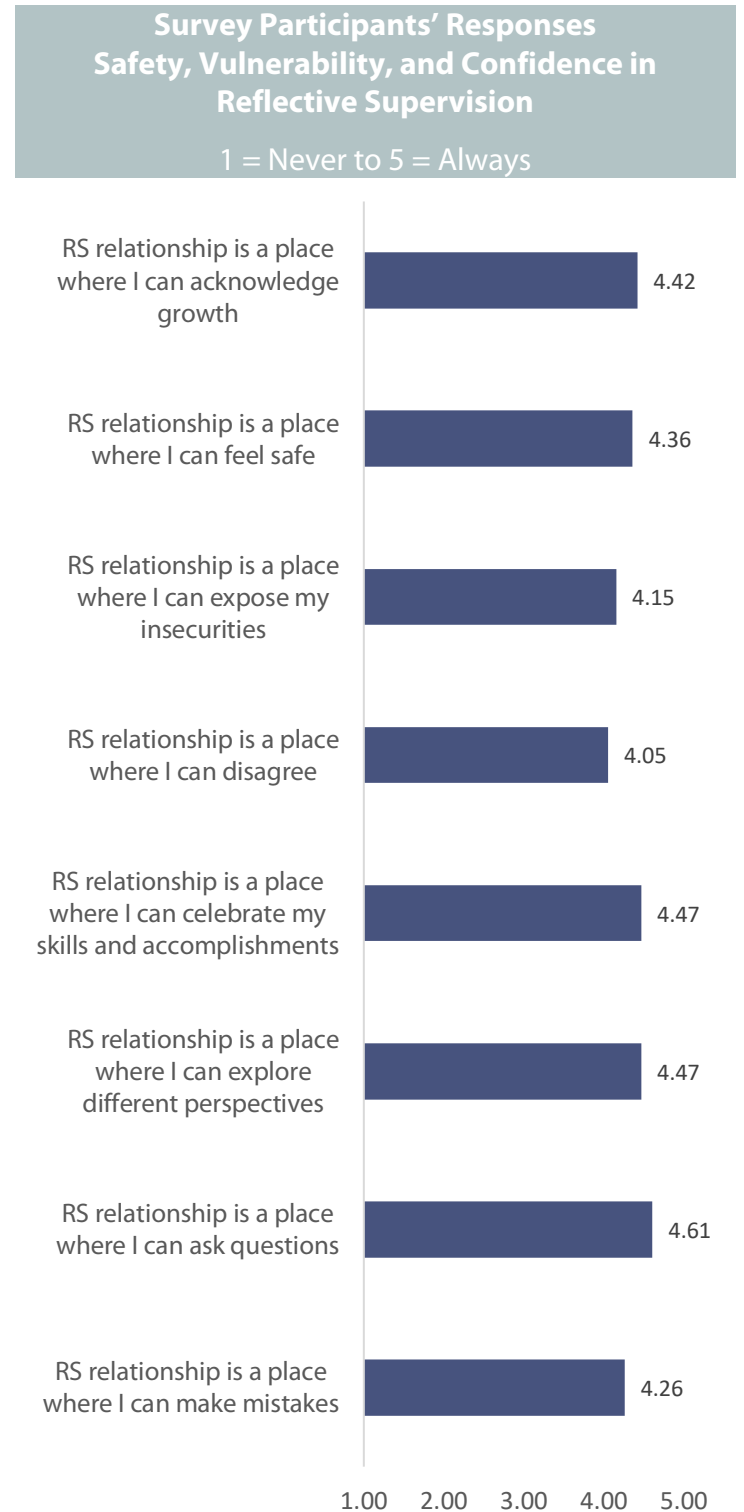 Survey Participants’ Responses
Safety, Vulnerability, and Confidence in
Reflective Supervision
1 = Never to 5 = Always
RS relationship is a place
where I can acknowledge
growth
4.42
RS relationship is a place
where I can feel safe
4.36
RS relationship is a place
where I can expose my
insecurities
4.15
RS relationship is a place
where I can disagree
4.05
RS relationship is a place
where I can celebrate my
skills and accomplishments
4.47
RS relationship is a place
where I can explore
different perspectives
4.47
RS relationship is a place
where I can ask questions
4.61
RS relationship is a place
where I can make mistakes
4.26
1.00 2.00 3.00 4.00 5.00